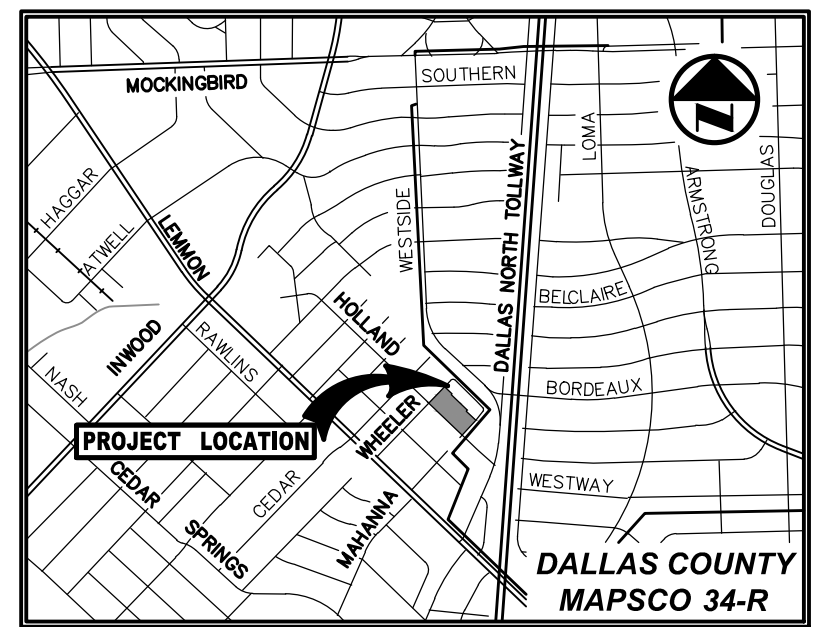 SOUTHERN
MOCKINGBIRD
N
LOMA
DOUGLAS
HAGGAR
ATWELL
LEMMON
WESTSIDE
DALLAS NORTH TOLLWAY
ARMSTRONG
BELCLAIRE
HOLLAND
INWOOD
RAWLINS
NASH
BORDEAUX
PROJECT LOCATION
WHEELER
CEDAR
SPRINGS
CEDAR
MAHANNA
WESTWAY
DALLAS COUNTY
MAPSCO 34-R